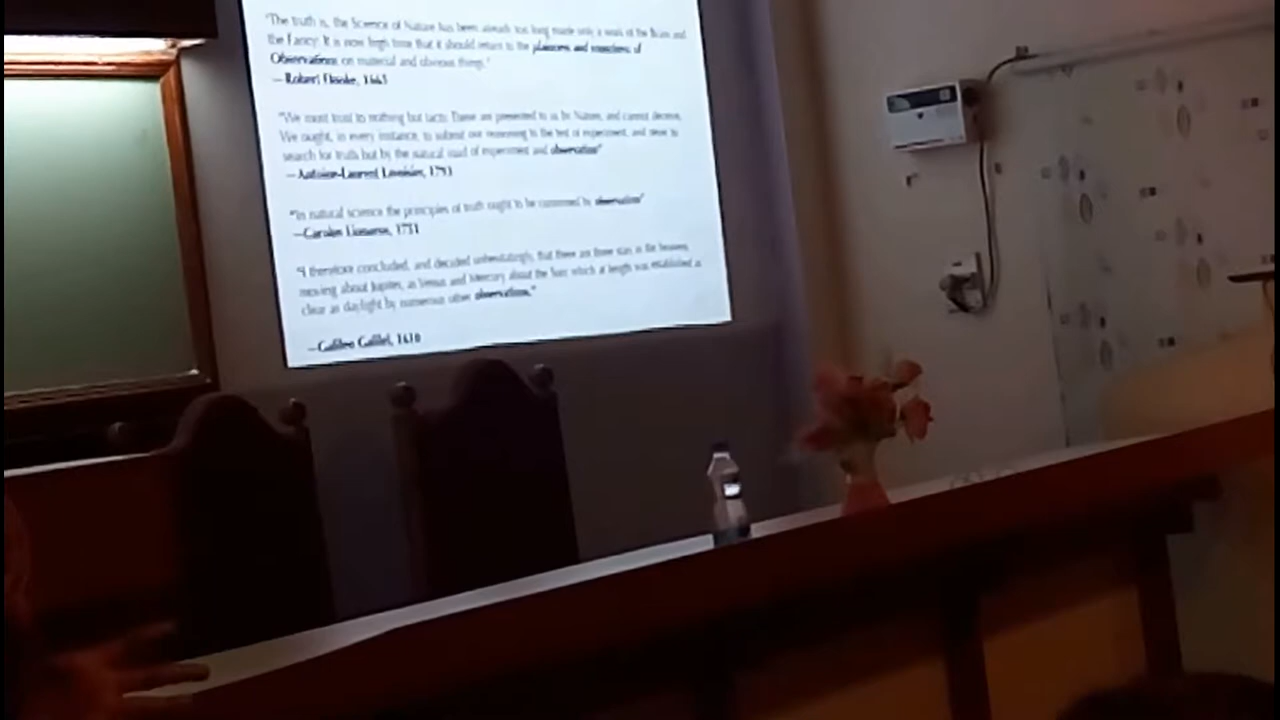 "The truth is, the Science of Nature has been already too long made only a work of the Brain and
the Fancy: It is now high time that it should return to the plainness and soundness of
Observations on material and obvious things."
—Robert Hooke, 1665
"We must trust to nothing but facts: These are presented to us by Nature, and cannot deceive.
We ought, in every instance, to submit our reasoning to the test of experiment, and never to
search for truth but by the natural road of experiment and observation"
—Antoine-Laurent Lavoisier, 1793
"In natural science the principles of truth ought to be confirmed by observation"
—Carolus Linnaeus, 1751
"I therefore concluded, and decided unhesitatingly, that there are three stars in the heavens
moving about Jupiter, as Venus and Mercury about the Sun; which at length was established as
clear as daylight by numerous other observations."
—Galileo Galilei, 1610